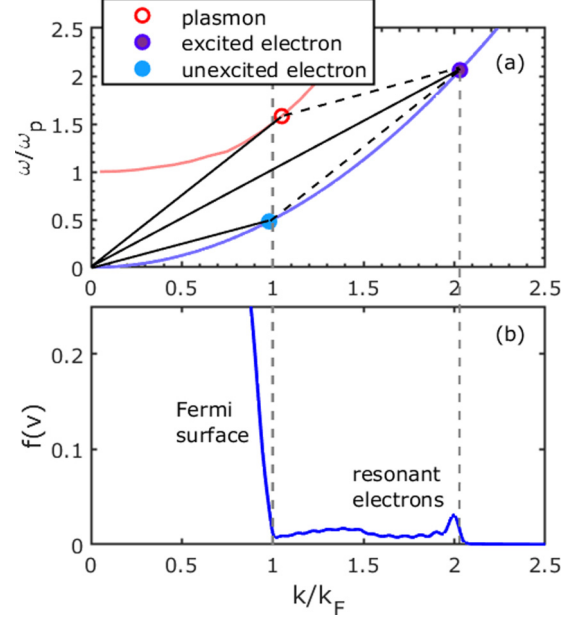 plasmon
excited electron
unexcited electron
(a)
ω/ωp
2.5
2
1.5
1
0.5
0
0 0.5 1 1.5 2 2.5
(b)
f(v)
0.2
0.1
0
Fermi
surface
resonant
electrons
0 0.5 1 1.5 2 2.5
k/kF